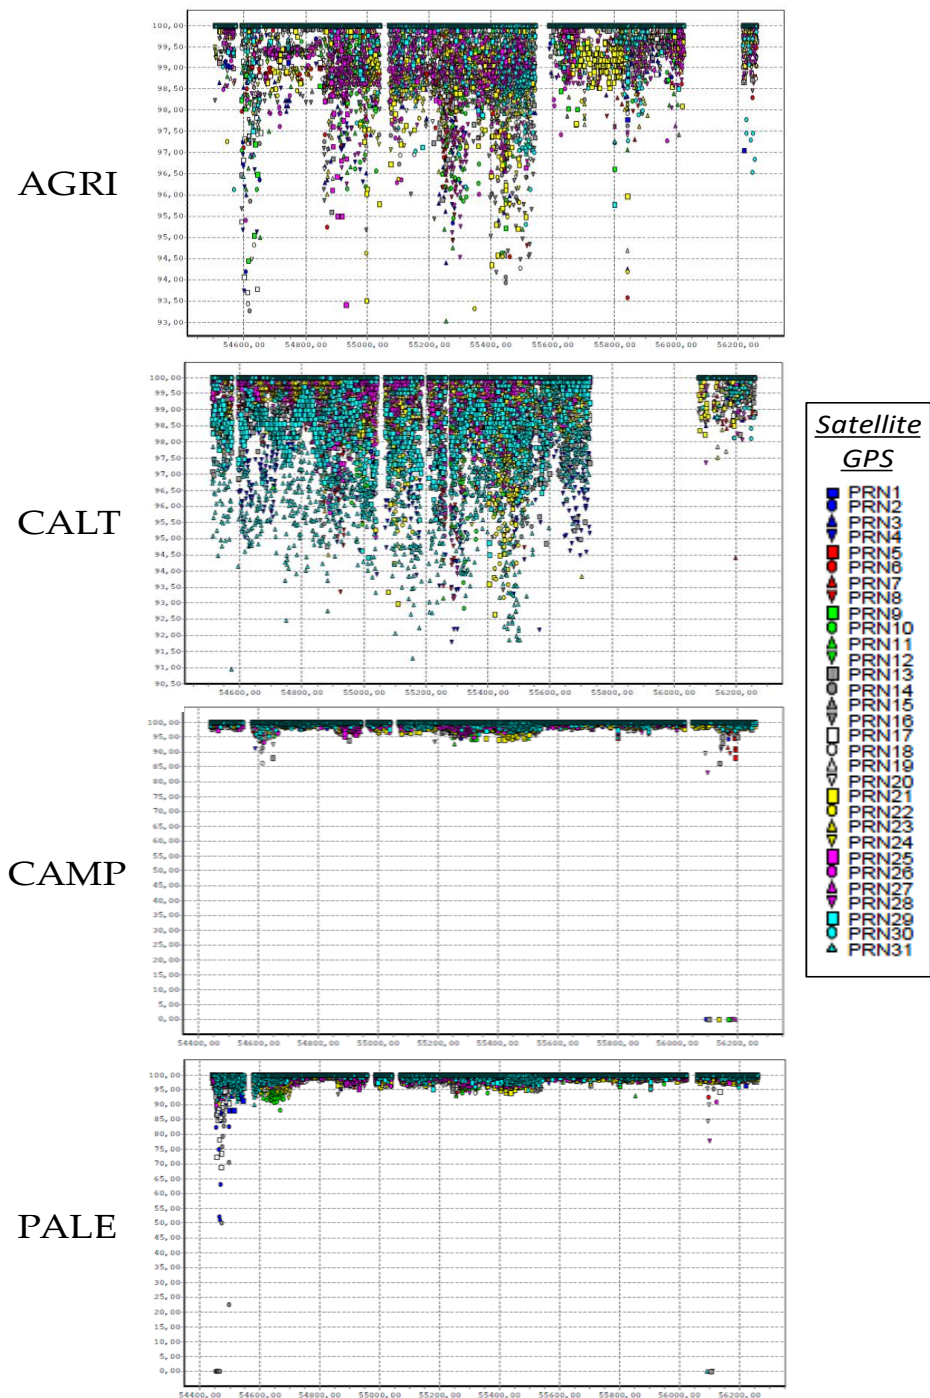 AGRI
100,00
99,50
99,00
98,50
98,00
97,50
97,00
96,50
96,00
95,50
95,00
94,50
94,00
93,50
93,00
54600,00 54800,00 55000,00 55200,00 55400,00 55600,00 55800,00 56000,00 56200,00
CALT
100,00
99,50
99,00
98,50
98,00
97,50
97,00
96,50
96,00
95,50
95,00
94,50
94,00
93,50
93,00
92,50
92,00
91,50
91,00
90,50
54600,00 54800,00 55000,00 55200,00 55400,00 55600,00 55800,00 56000,00 56200,00
CAMP
100,00
95,00
90,00
85,00
80,00
75,00
70,00
65,00
60,00
55,00
50,00
45,00
40,00
35,00
30,00
25,00
20,00
15,00
10,00
5,00
0,00
54400,00 54600,00 54800,00 55000,00 55200,00 55400,00 55600,00 55800,00 56000,00 56200,00
PALE
100,00
95,00
90,00
85,00
80,00
75,00
70,00
65,00
60,00
55,00
50,00
45,00
40,00
35,00
30,00
25,00
20,00
15,00
10,00
5,00
0,00
54400,00 54600,00 54800,00 55000,00 55200,00 55400,00 55600,00 55800,00 56000,00 56200,00
Satellite
GPS
PRN1
PRN2
PRN3
PRN4
PRN5
PRN6
PRN7
PRN8
PRN9
PRN10
PRN11
PRN12
PRN13
PRN14
PRN15
PRN16
PRN17
PRN18
PRN19
PRN20
PRN21
PRN22
PRN23
PRN24
PRN25
PRN26
PRN27
PRN28
PRN29
PRN30
PRN31